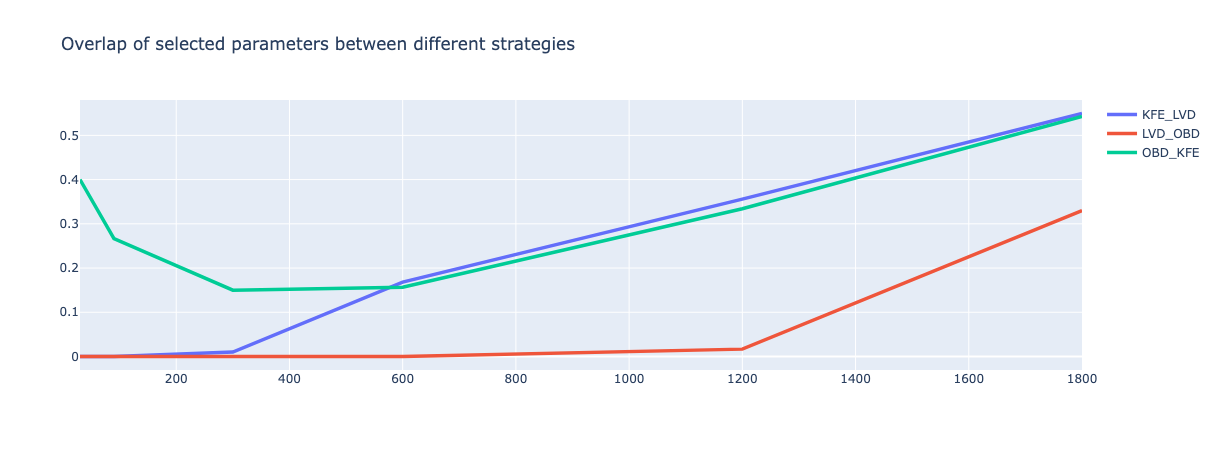 Overlap of selected parameters between different strategies
KFE_LVD
LVD_OBD
OBD_KFE
0.5
0.4
0.3
0.2
0.1
0
200 400 600 800 1000 1200 1400 1600 1800